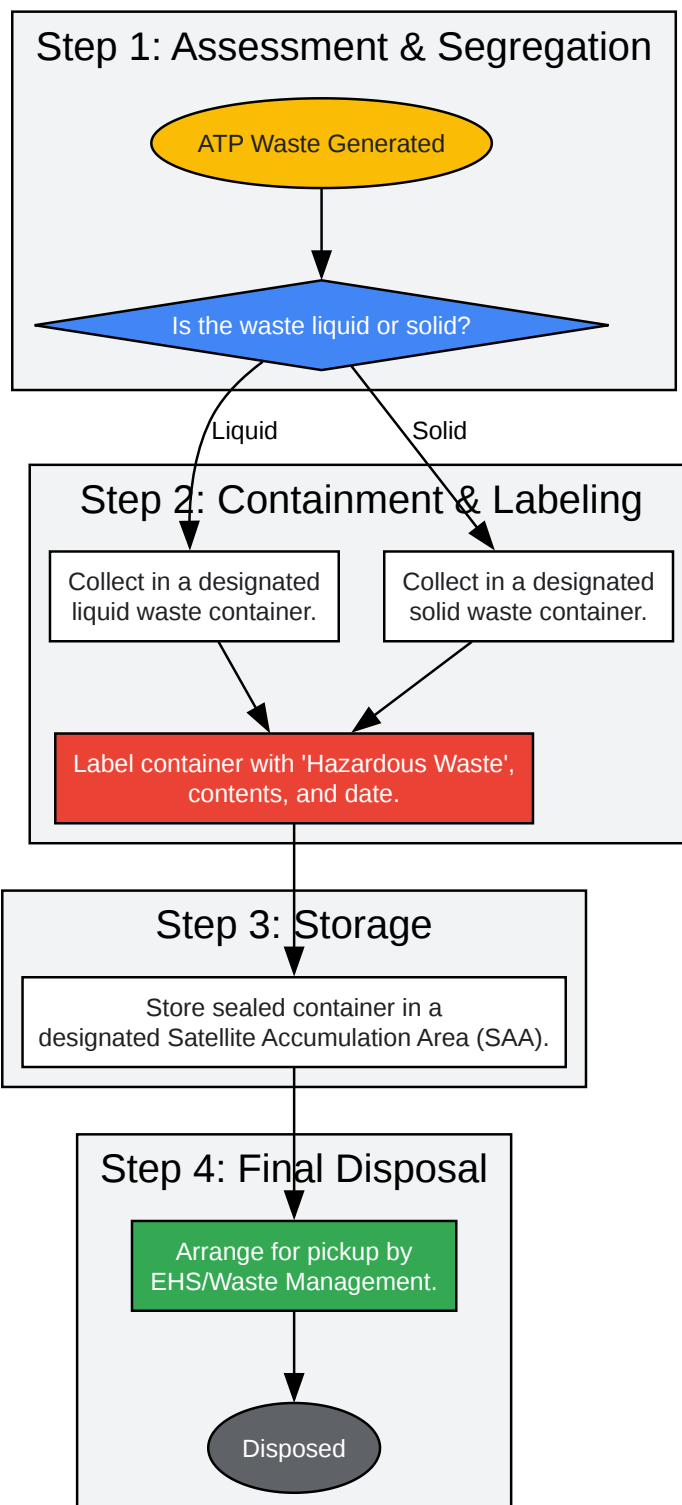 Step 1: Assessment & Segregation
ATP Waste Generated
Is the waste liquid or solid?
Liquid
Solid
Step 2: Containment & Labeling
Collect in a designated
liquid waste container.
Collect in a designated
solid waste container.
Label container with 'Hazardous Waste',
contents, and date.
Step 3: Storage
Store sealed container in a
designated Satellite Accumulation Area (SAA).
Step 4: Final Disposal
Arrange for pickup by
EHS/Waste Management.
Disposed